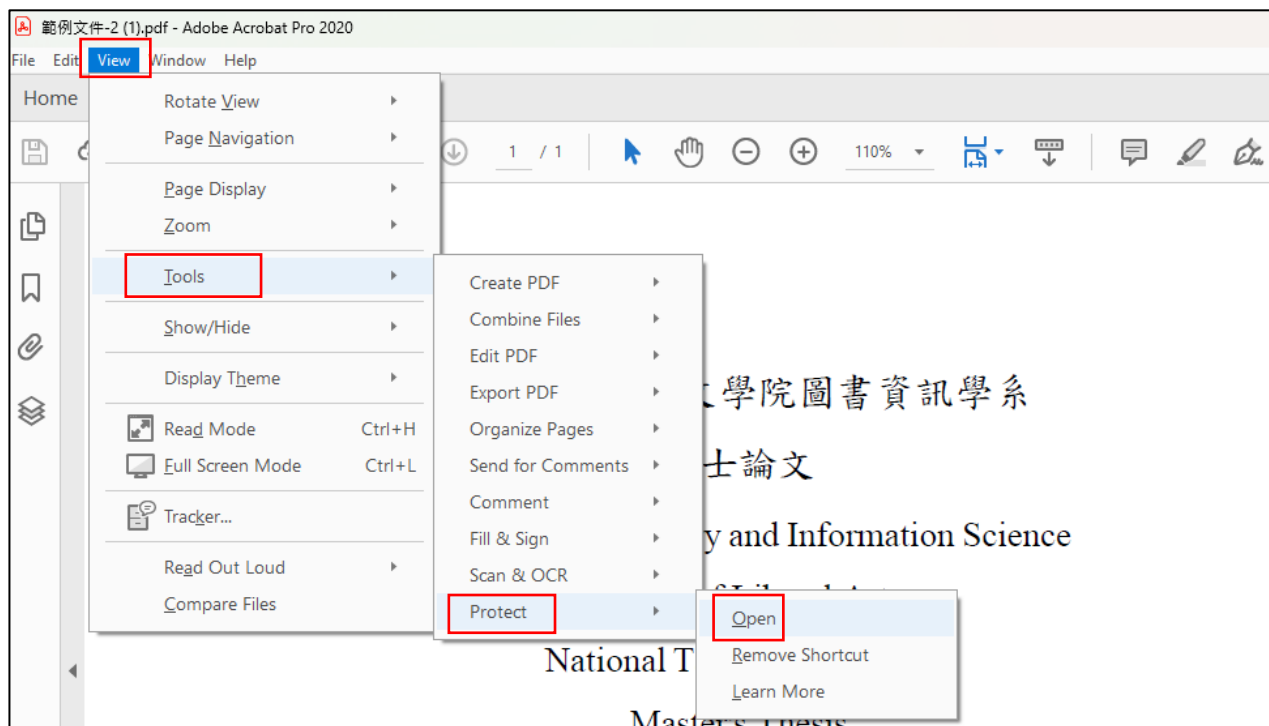 範例文件-2 (1).pdf - Adobe Acrobat Pro 2020
File Edit View Window Help
Home
1 / 1 110%
Rotate View
Page Navigation
Page Display
Zoom
Tools
Show/Hide
Display Theme
Read Mode Ctrl+H
Full Screen Mode Ctrl+L
Tracker...
Read Out Loud
Compare Files
Create PDF
Combine Files
Edit PDF
Export PDF
Organize Pages
Send for Comments
Comment
Fill & Sign
Scan & OCR
Protect
Open
Remove Shortcut
Learn More
學院圖書資訊學系
士論文
y and Information Science
National T
Master's Thesis